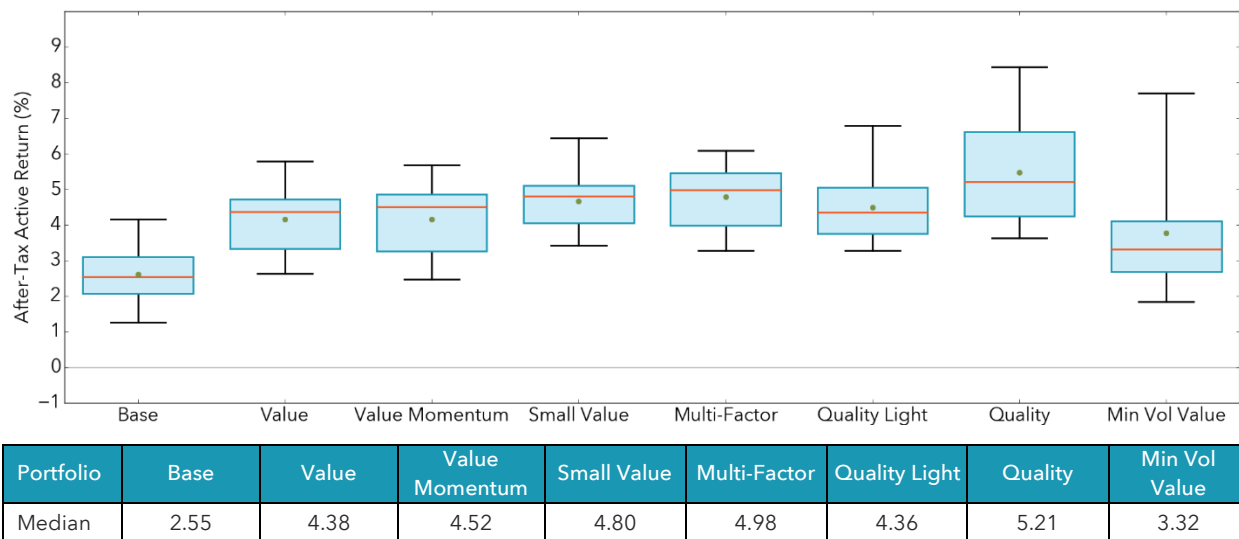 After-Tax Active Return (%)
9
8
7
6
5
4
3
2
1
0
−1
Base Value Value Momentum Small Value Multi-Factor Quality Light Quality Min Vol Value
Portfolio Base Value Value Momentum Small Value Multi-Factor Quality Light Quality Min Vol Value
Median 2.55 4.38 4.52 4.80 4.98 4.36 5.21 3.32